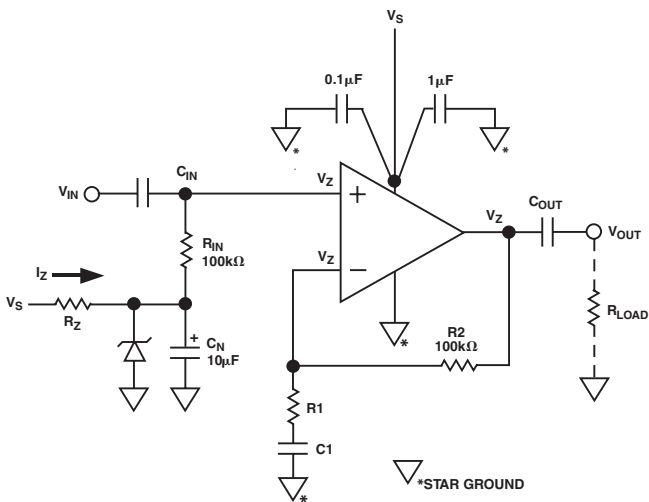 VS
0.1μF
1μF
*
*
CIN
VIN
VZ
+
RIN
100kΩ
VZ
–
VZ
COUT
VOUT
IZ
VS
RZ
+
CN
10μF
*
R2
100kΩ
RLOAD
R1
C1
*
*STAR GROUND